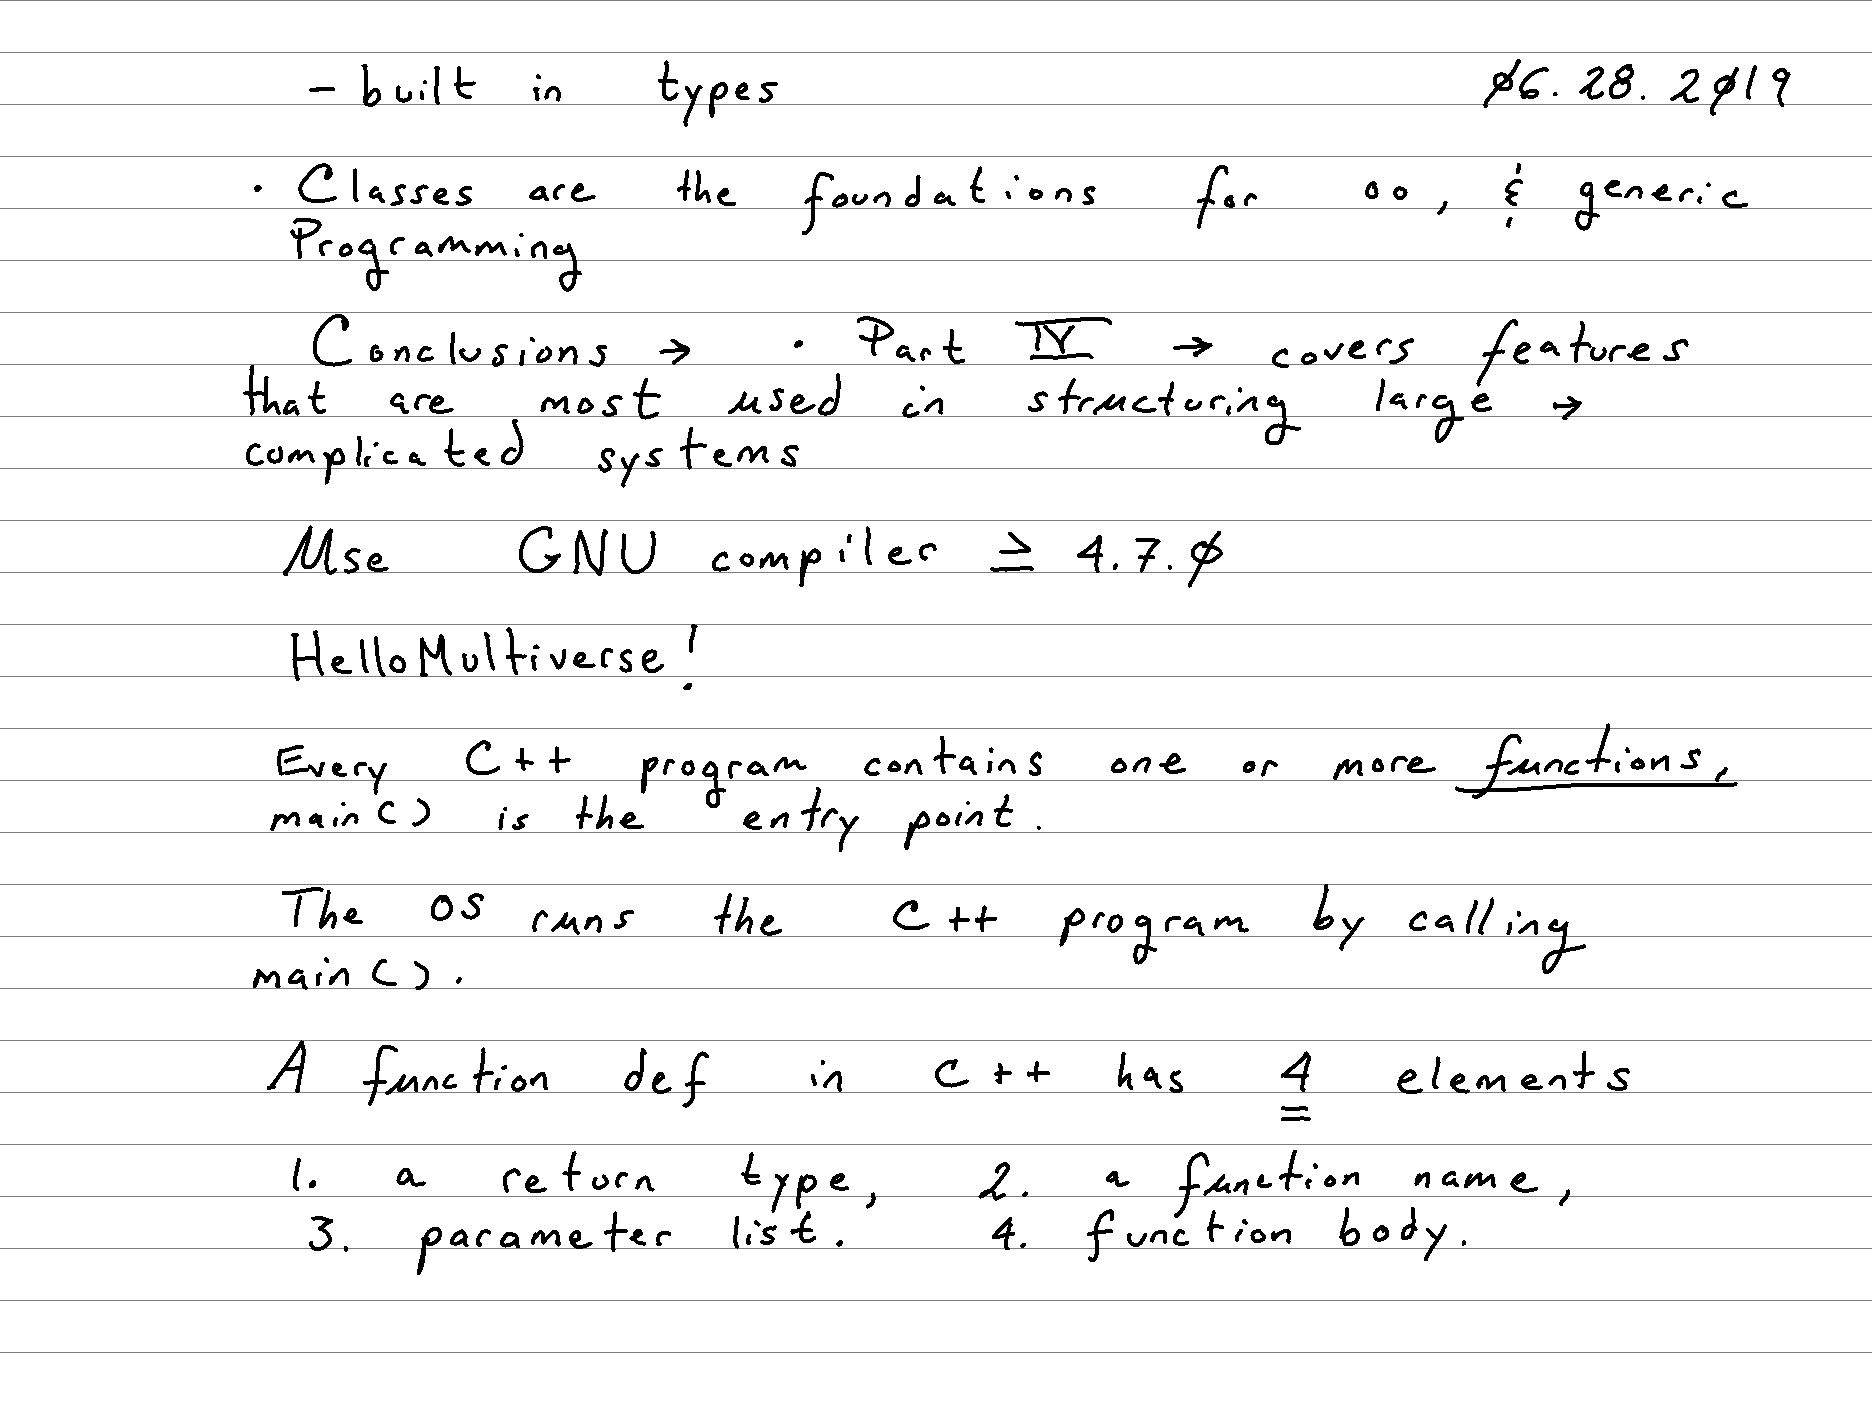 - built in types 06.28.2019
· Classes are the foundations for oo, & generic
Programming
Conclusions → · Part IV → covers features
that are most used in structuring large →
complicated systems
Use GNU compiler ≥ 4.7.0
HelloMultiverse!
Every C++ program contains one or more functions,
main() is the entry point.
The OS runs the C++ program by calling
main().
A function def in C++ has 4 elements
1. a return type, 2. a function name,
3. parameter list. 4. function body.